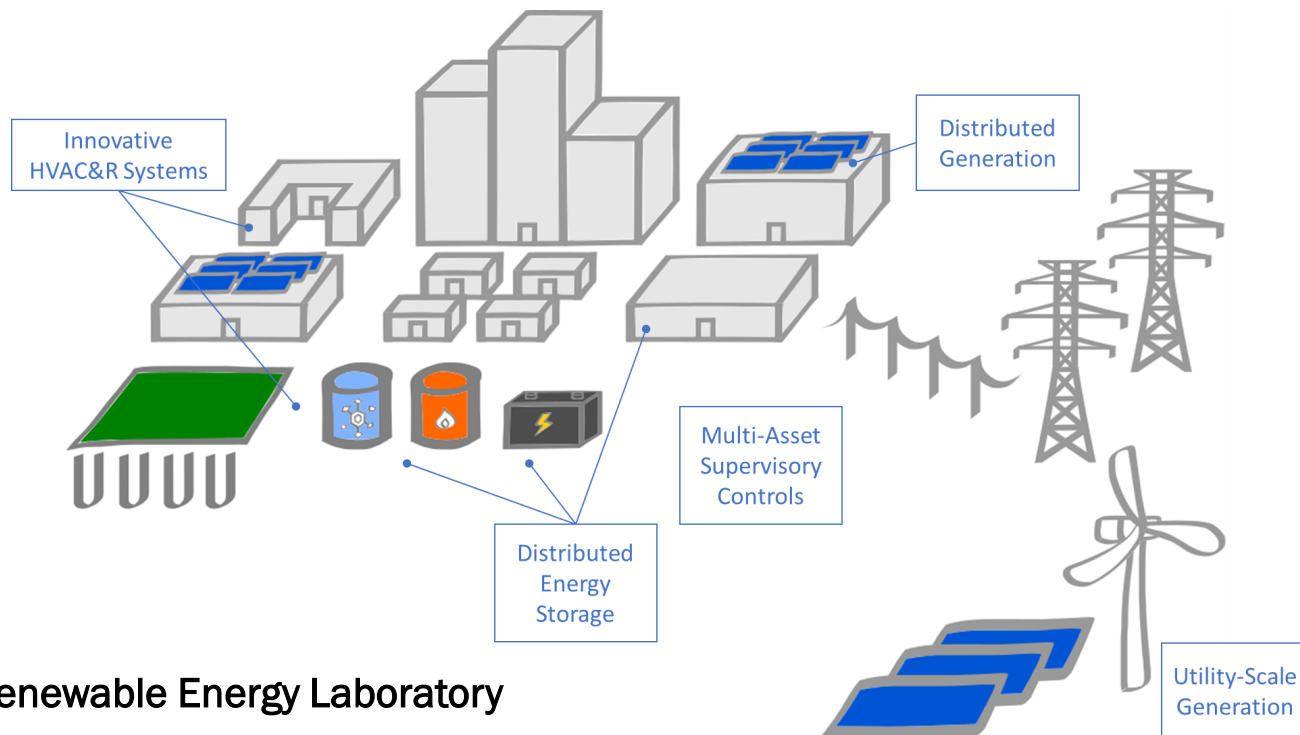 Innovative
HVAC&R Systems
Distributed
Generation
Multi-Asset
Supervisory
Controls
Distributed
Energy
Storage
Utility-Scale
Generation
enewable Energy Laboratory